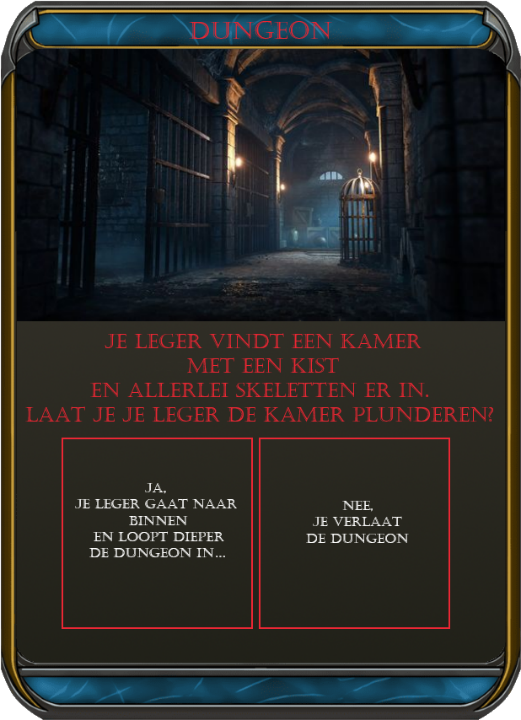 DUNGEON
JE LEGER VINDT EEN KAMER
MET EEN KIST
EN ALLERLEI SKELETTEN ER IN.
LAAT JE JE LEGER DE KAMER PLUNDEREN?
JA,
JE LEGER GAAT NAAR
BINNEN
EN LOOPT DIEPER
DE DUNGEON IN...
NEE,
JE VERLAAT
DE DUNGEON